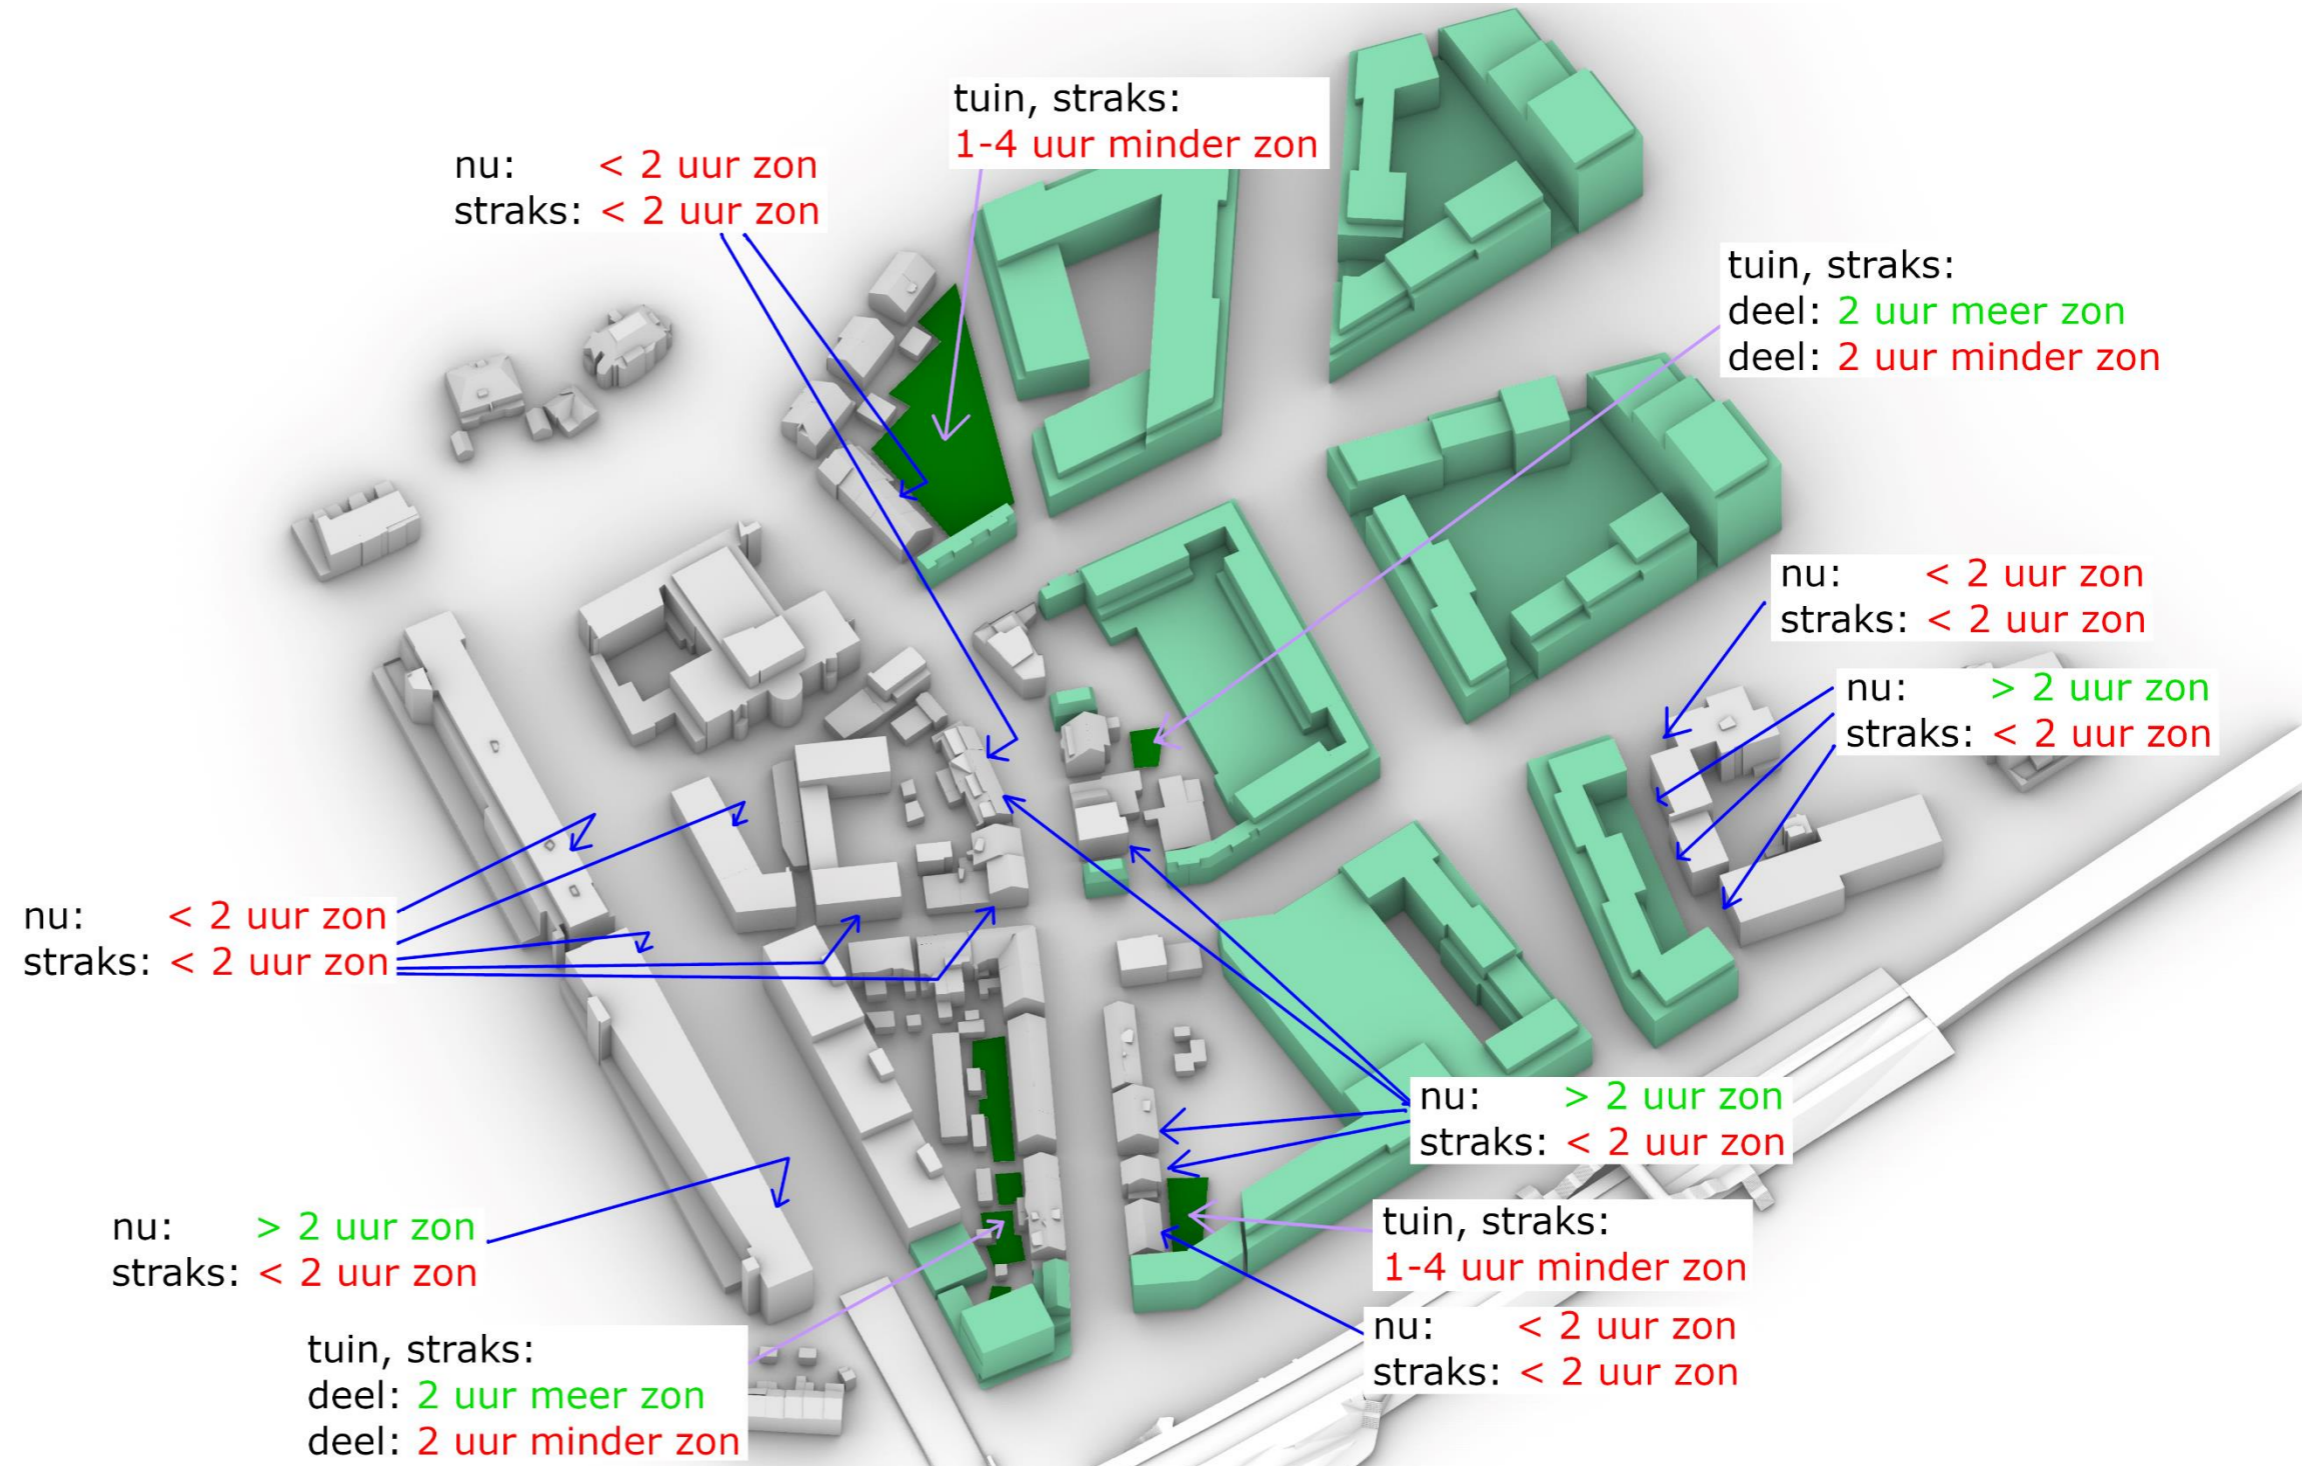 tuin, straks:
1-4 uur minder zon
nu: < 2 uur zon
straks: < 2 uur zon
tuin, straks:
deel: 2 uur meer zon
deel: 2 uur minder zon
nu: < 2 uur zon
straks: < 2 uur zon
nu: > 2 uur zon
straks: < 2 uur zon
nu: < 2 uur zon
straks: < 2 uur zon
nu: > 2 uur zon
straks: < 2 uur zon
nu: > 2 uur zon
straks: < 2 uur zon
tuin, straks:
1-4 uur minder zon
nu: < 2 uur zon
straks: < 2 uur zon
tuin, straks:
deel: 2 uur meer zon
deel: 2 uur minder zon